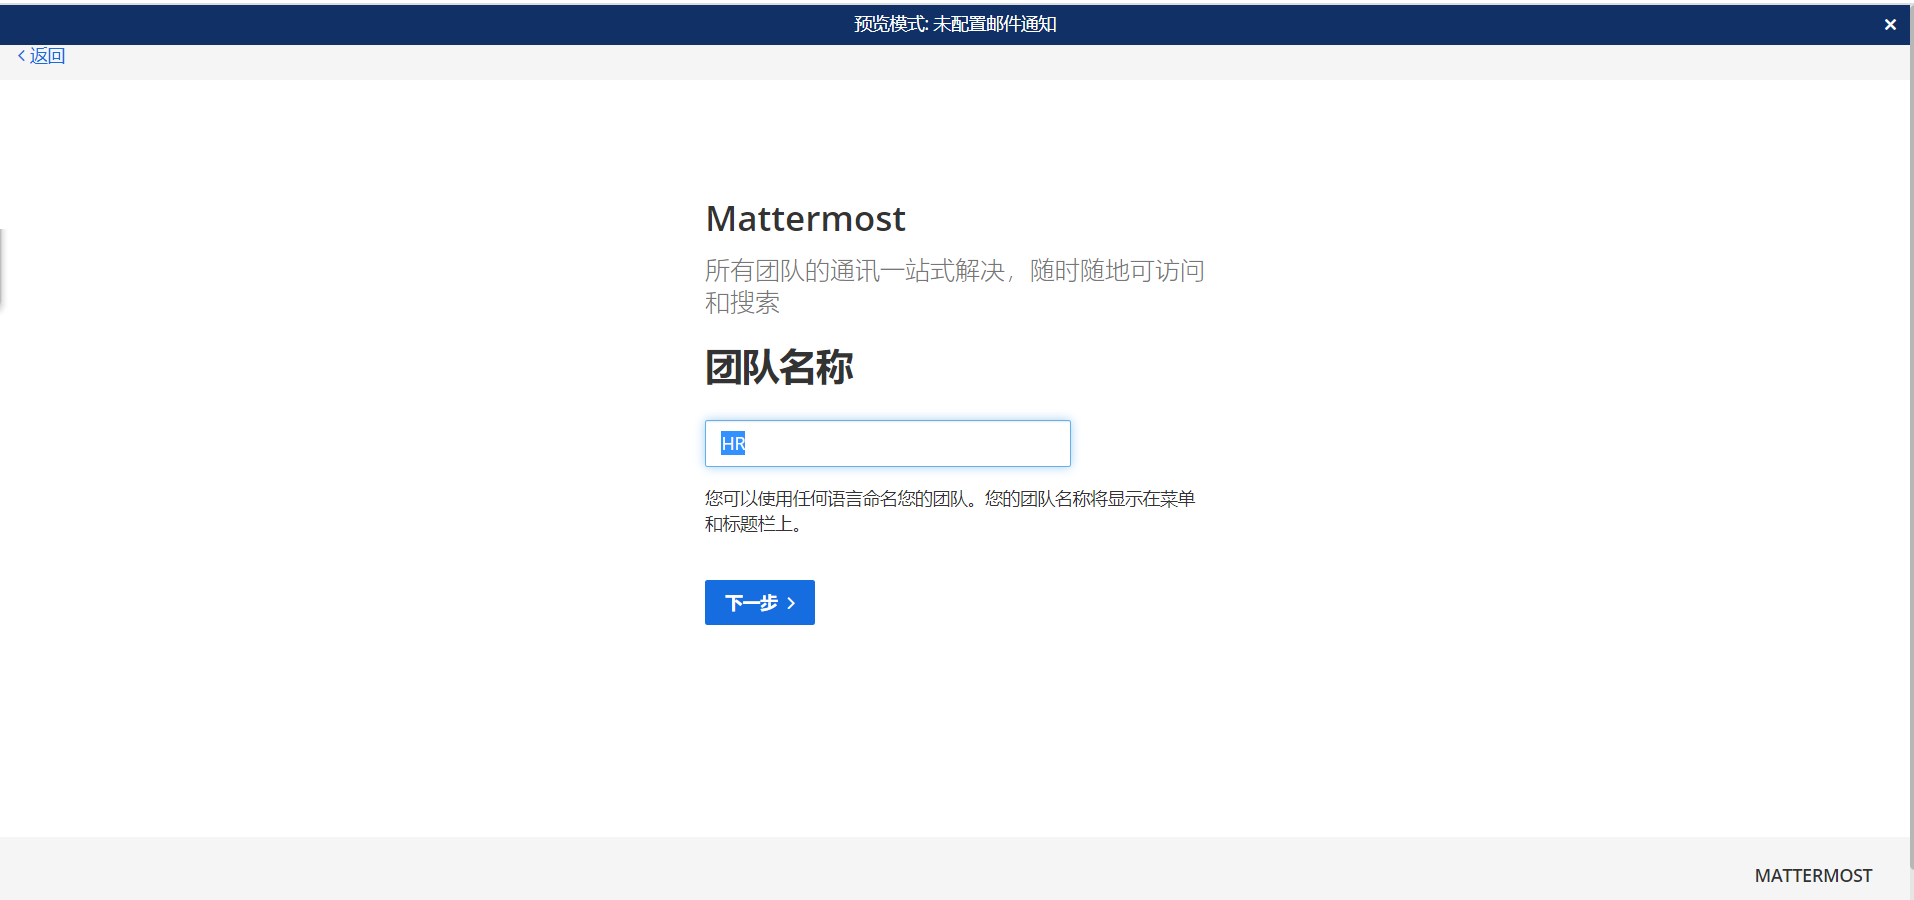 预览模式: 未配置邮件通知
×
返回
Mattermost
所有团队的通讯一站式解决，随时随地可访问
和搜索
团队名称
HR
您可以使用任何语言命名您的团队。您的团队名称将显示在菜单
和标题栏上。
下一步
MATTERMOST